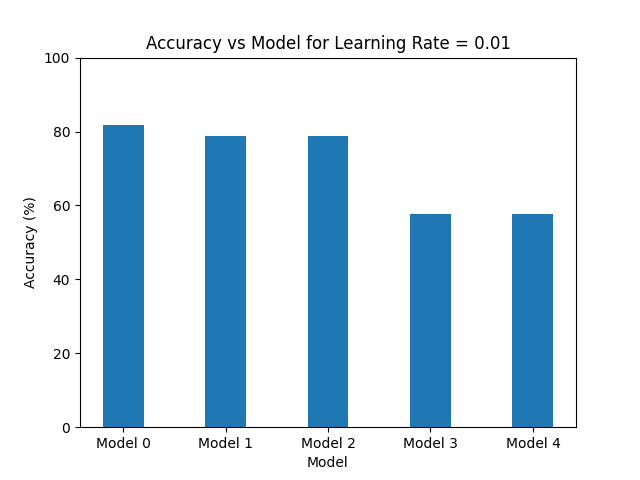 Accuracy vs Model for Learning Rate = 0.01
100
80
60
40
20
0
Accuracy (%)
Model 0 Model 1 Model 2 Model 3 Model 4
Model